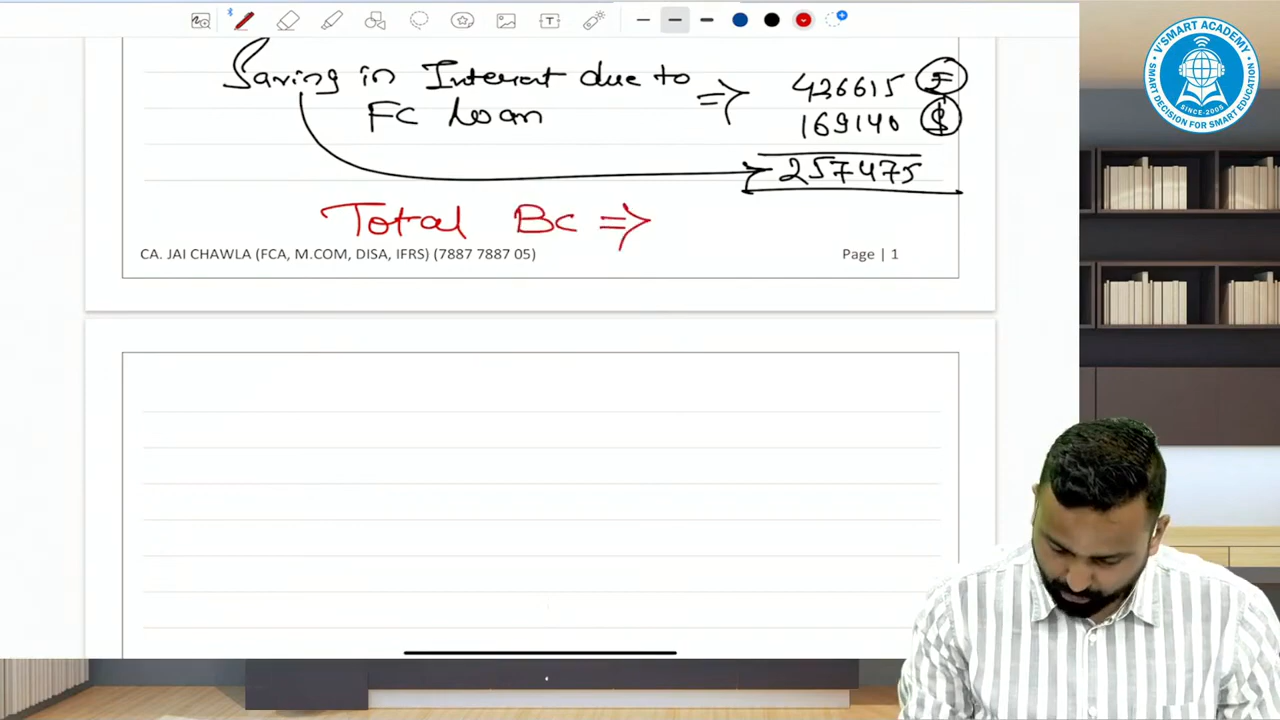 Saving in Interest due to => 426615 ₹
FC Loan 169140 $
257475
Total BC =>
CA. JAI CHAWLA (FCA, M.COM, DISA, IFRS) (7887 7887 05) Page | 1
V'SMART ACADEMY
SINCE-2005
SMART DECISION FOR SMART EDUCATION
T